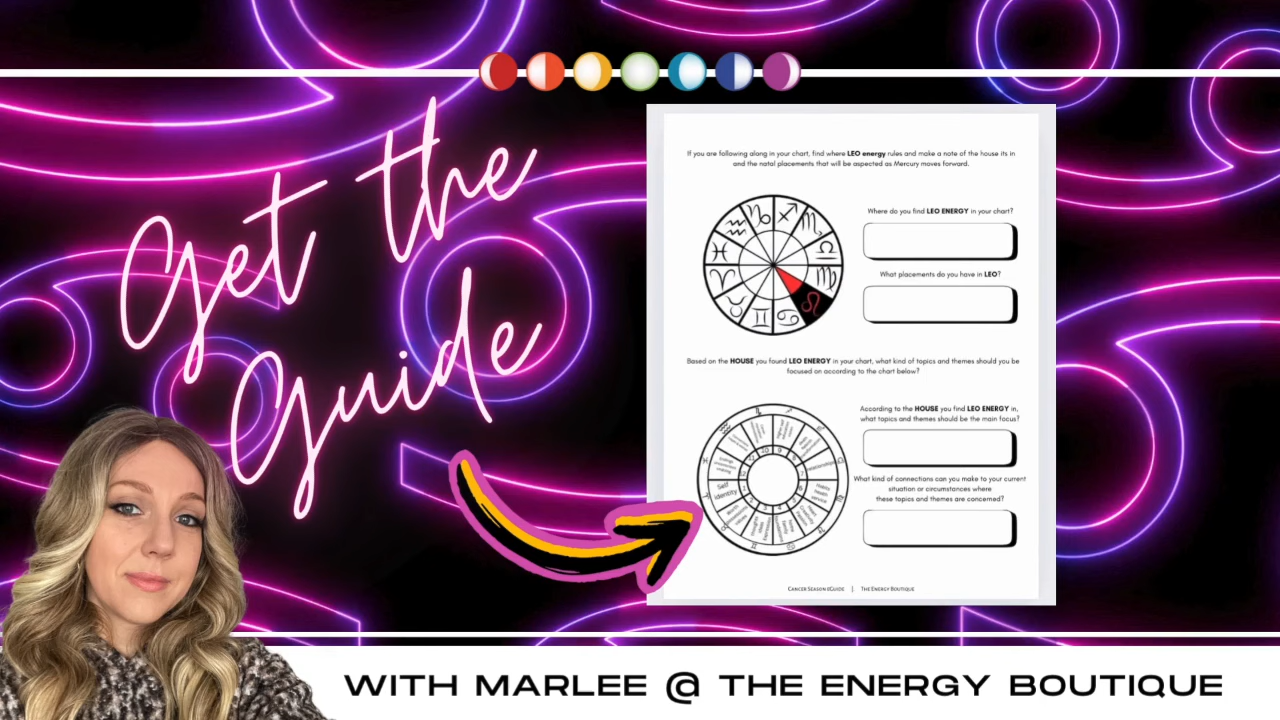 Get the
Guide
If you are following along in your chart, find where LEO energy rules and make a note of the house its in
and the natal placements that will be aspected as Mercury moves forward.
Where do you find LEO ENERGY in your chart?
What placements do you have in LEO?
Based on the HOUSE you found LEO ENERGY in your chart, what kind of topics and themes should you be
focused on according to the chart below?
According to the HOUSE you find LEO ENERGY in,
what topics and themes should be the main focus?
Self
Identity
Relationships
Habits
health
service
What kind of connections can you make to your current
situation or circumstances where
these topics and themes are concerned?
CANCER SEASON I/GUIDE | THE ENERGY BOUTIQUE
WITH MARLEE @ THE ENERGY BOUTIQUE